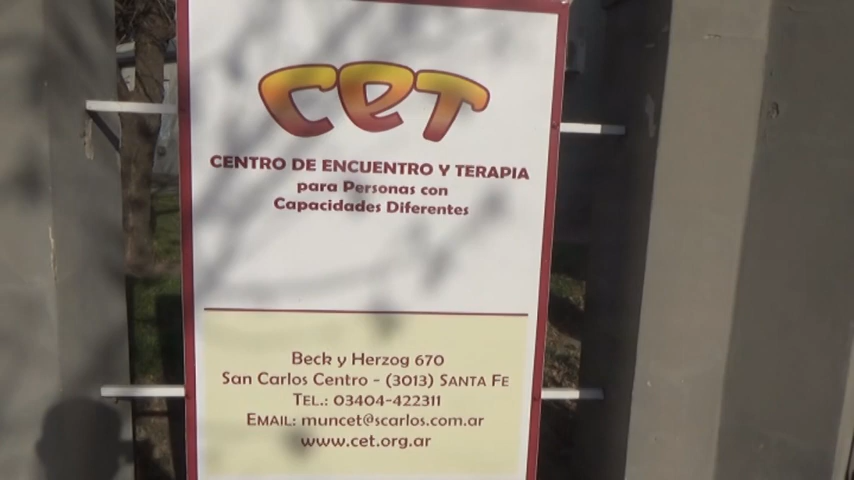 CET
CENTRO DE ENCUENTRO Y TERAPIA
para Personas con
Capacidades Diferentes
Beck y Herzog 670
San Carlos Centro - (3013) SANTA FE
TEL.: 03404-422311
EMAIL: muncet@scarlos.com.ar
www.cet.org.ar